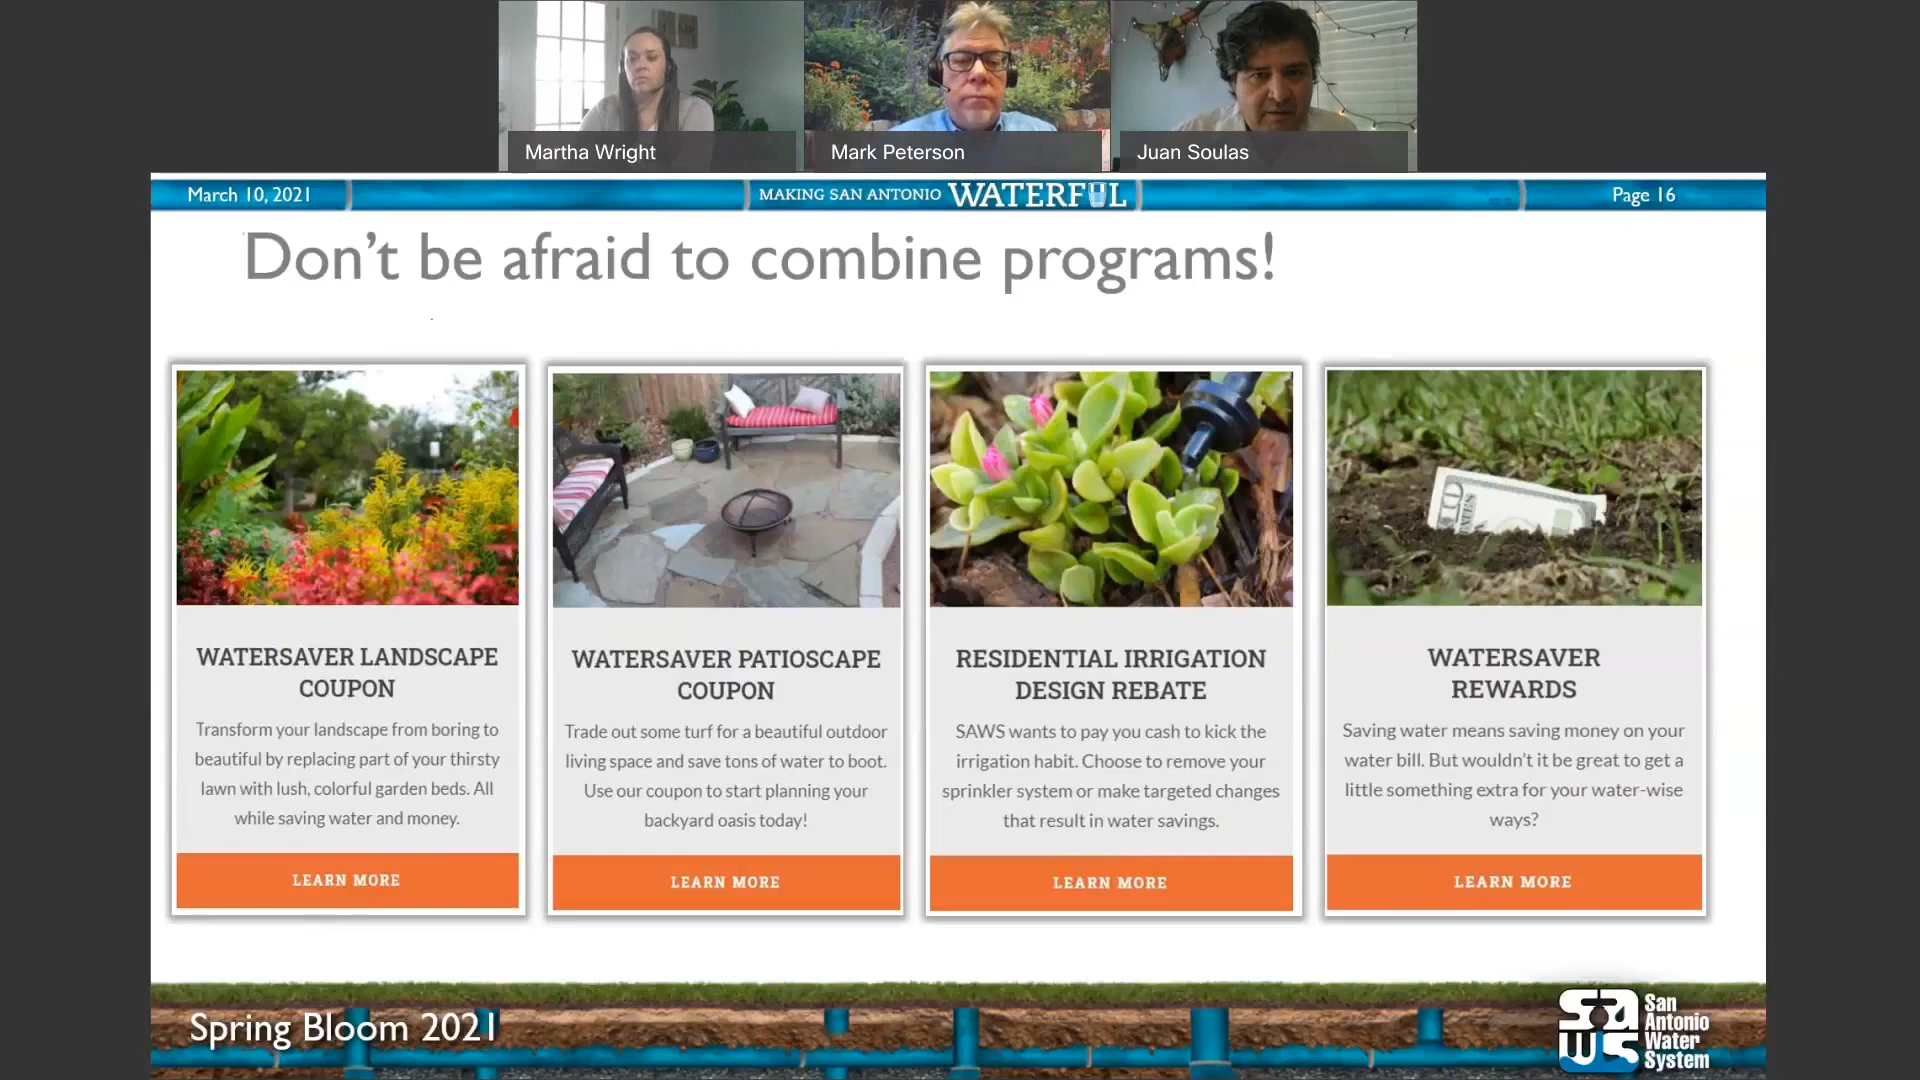 Martha Wright
Mark Peterson
Juan Soulas
March 10, 2021
MAKING SAN ANTONIO WATERFUL
Page 16
Don't be afraid to combine programs!
WATERSAVER LANDSCAPE
COUPON
Transform your landscape from boring to
beautiful by replacing part of your thirsty
lawn with lush, colorful garden beds. All
while saving water and money.
LEARN MORE
WATERSAVER PATIOSCAPE
COUPON
Trade out some turf for a beautiful outdoor
living space and save tons of water to boot.
Use our coupon to start planning your
backyard oasis today!
LEARN MORE
RESIDENTIAL IRRIGATION
DESIGN REBATE
SAWS wants to pay you cash to kick the
irrigation habit. Choose to remove your
sprinkler system or make targeted changes
that result in water savings.
LEARN MORE
10
WATERSAVER
REWARDS
Saving water means saving money on your
water bill. But wouldn't it be great to get a
little something extra for your water-wise
ways?
LEARN MORE
Spring Bloom 2021
saws
San
Antonio
Water
System